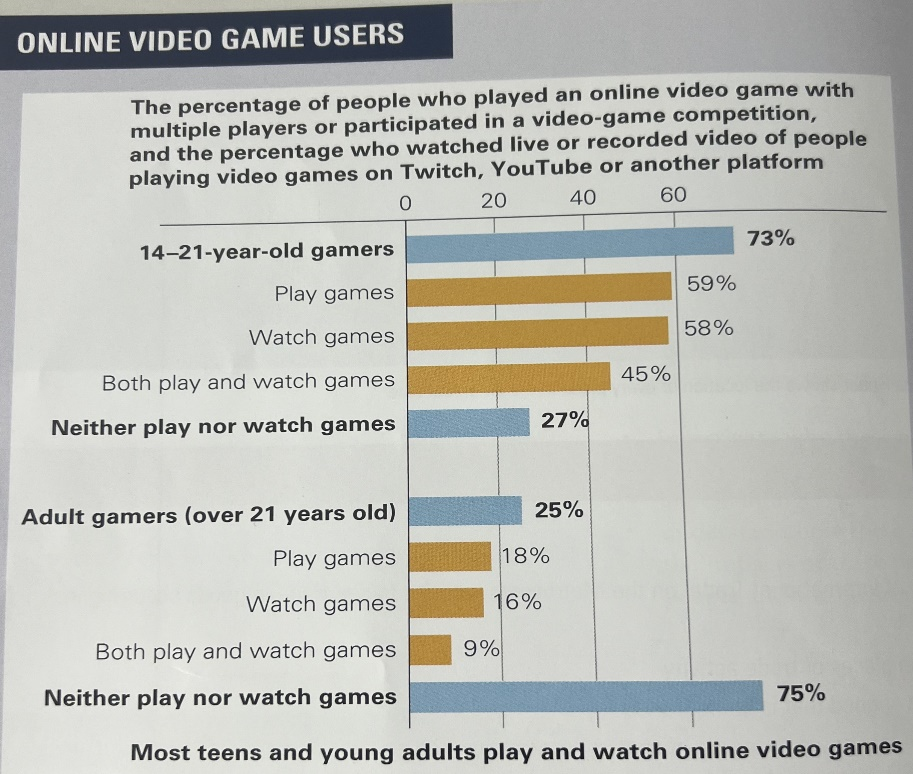 ONLINE VIDEO GAME USERS
The percentage of people who played an online video game with
multiple players or participated in a video-game competition,
and the percentage who watched live or recorded video of people
playing video games on Twitch, YouTube or another platform
0 20 40 60
14–21-year-old gamers 73%
Play games 59%
Watch games 58%
Both play and watch games 45%
Neither play nor watch games 27%
Adult gamers (over 21 years old) 25%
Play games 18%
Watch games 16%
Both play and watch games 9%
Neither play nor watch games 75%
Most teens and young adults play and watch online video games